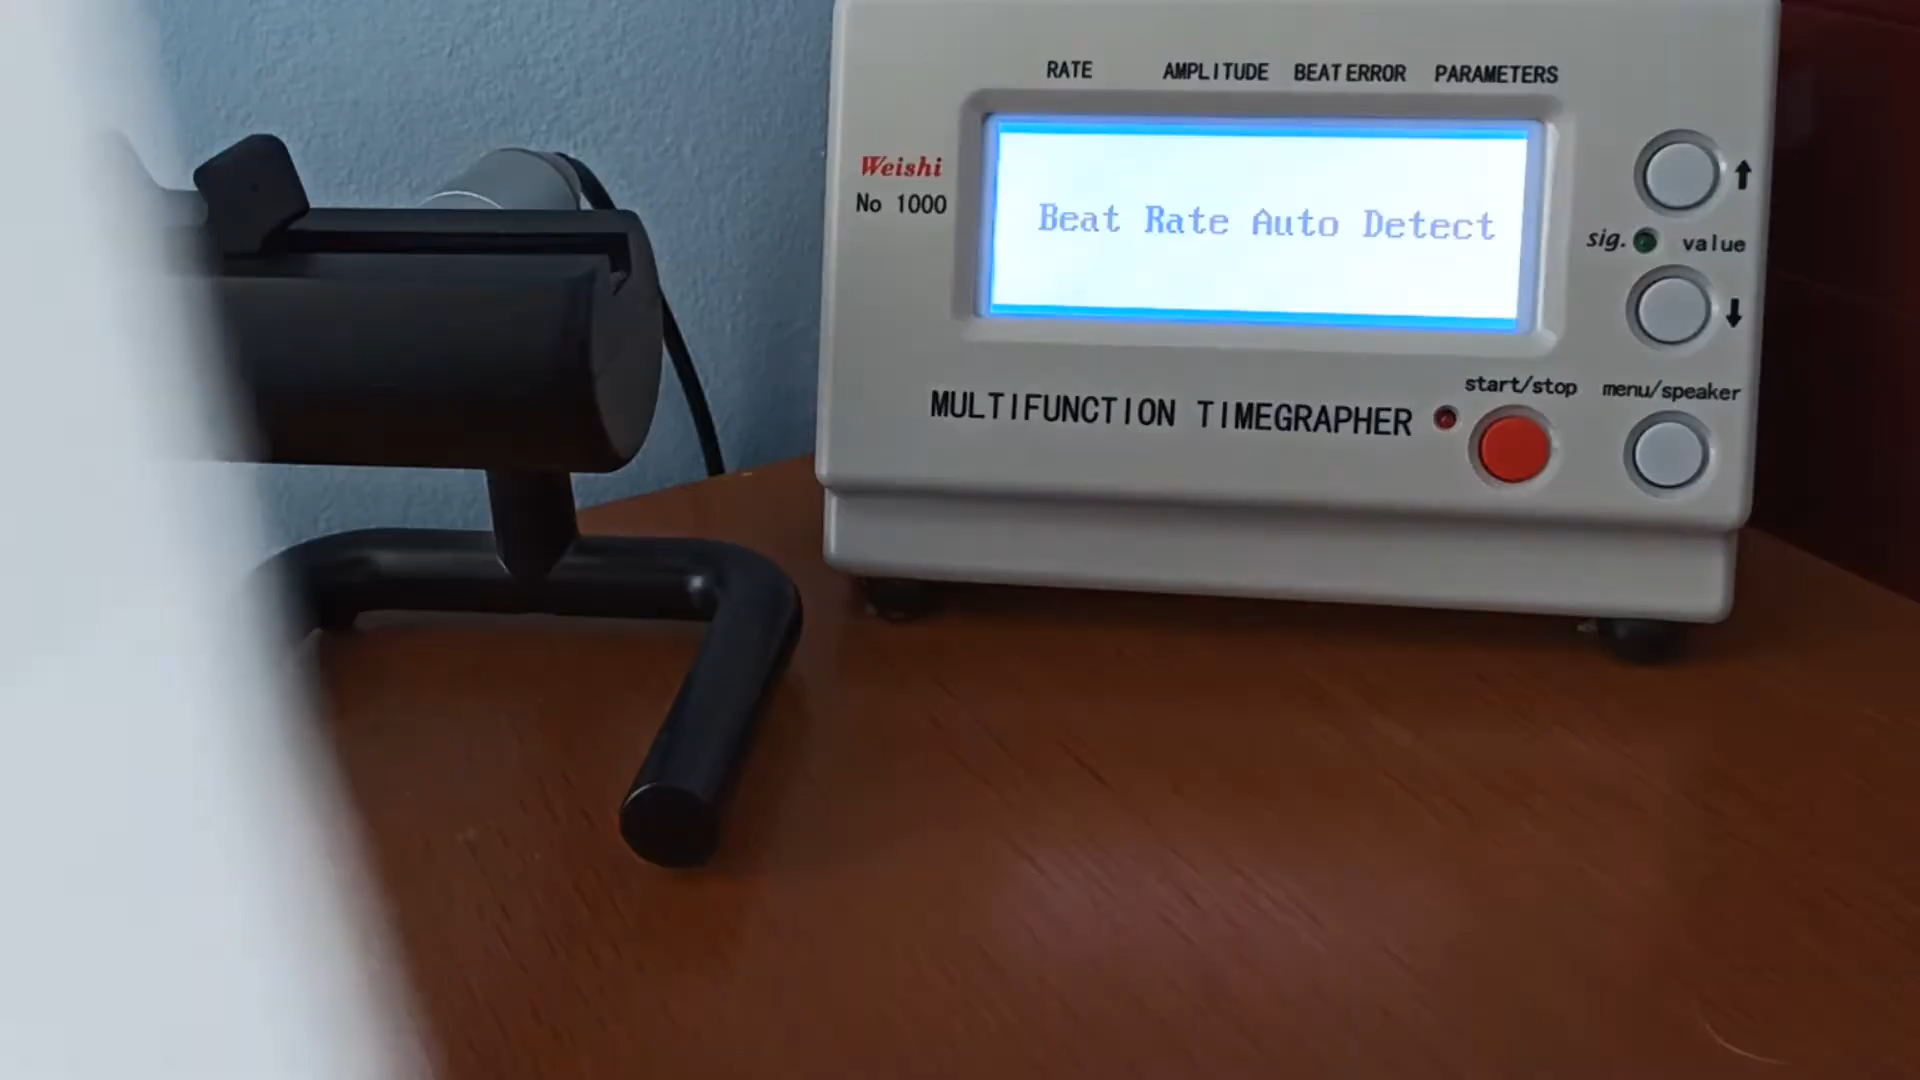 RATE AMPLITUDE BEAT ERROR PARAMETERS
Weishi
No 1000
Beat Rate Auto Detect
sig. value
start/stop menu/speaker
MULTIFUNCTION TIMEGRAPHER